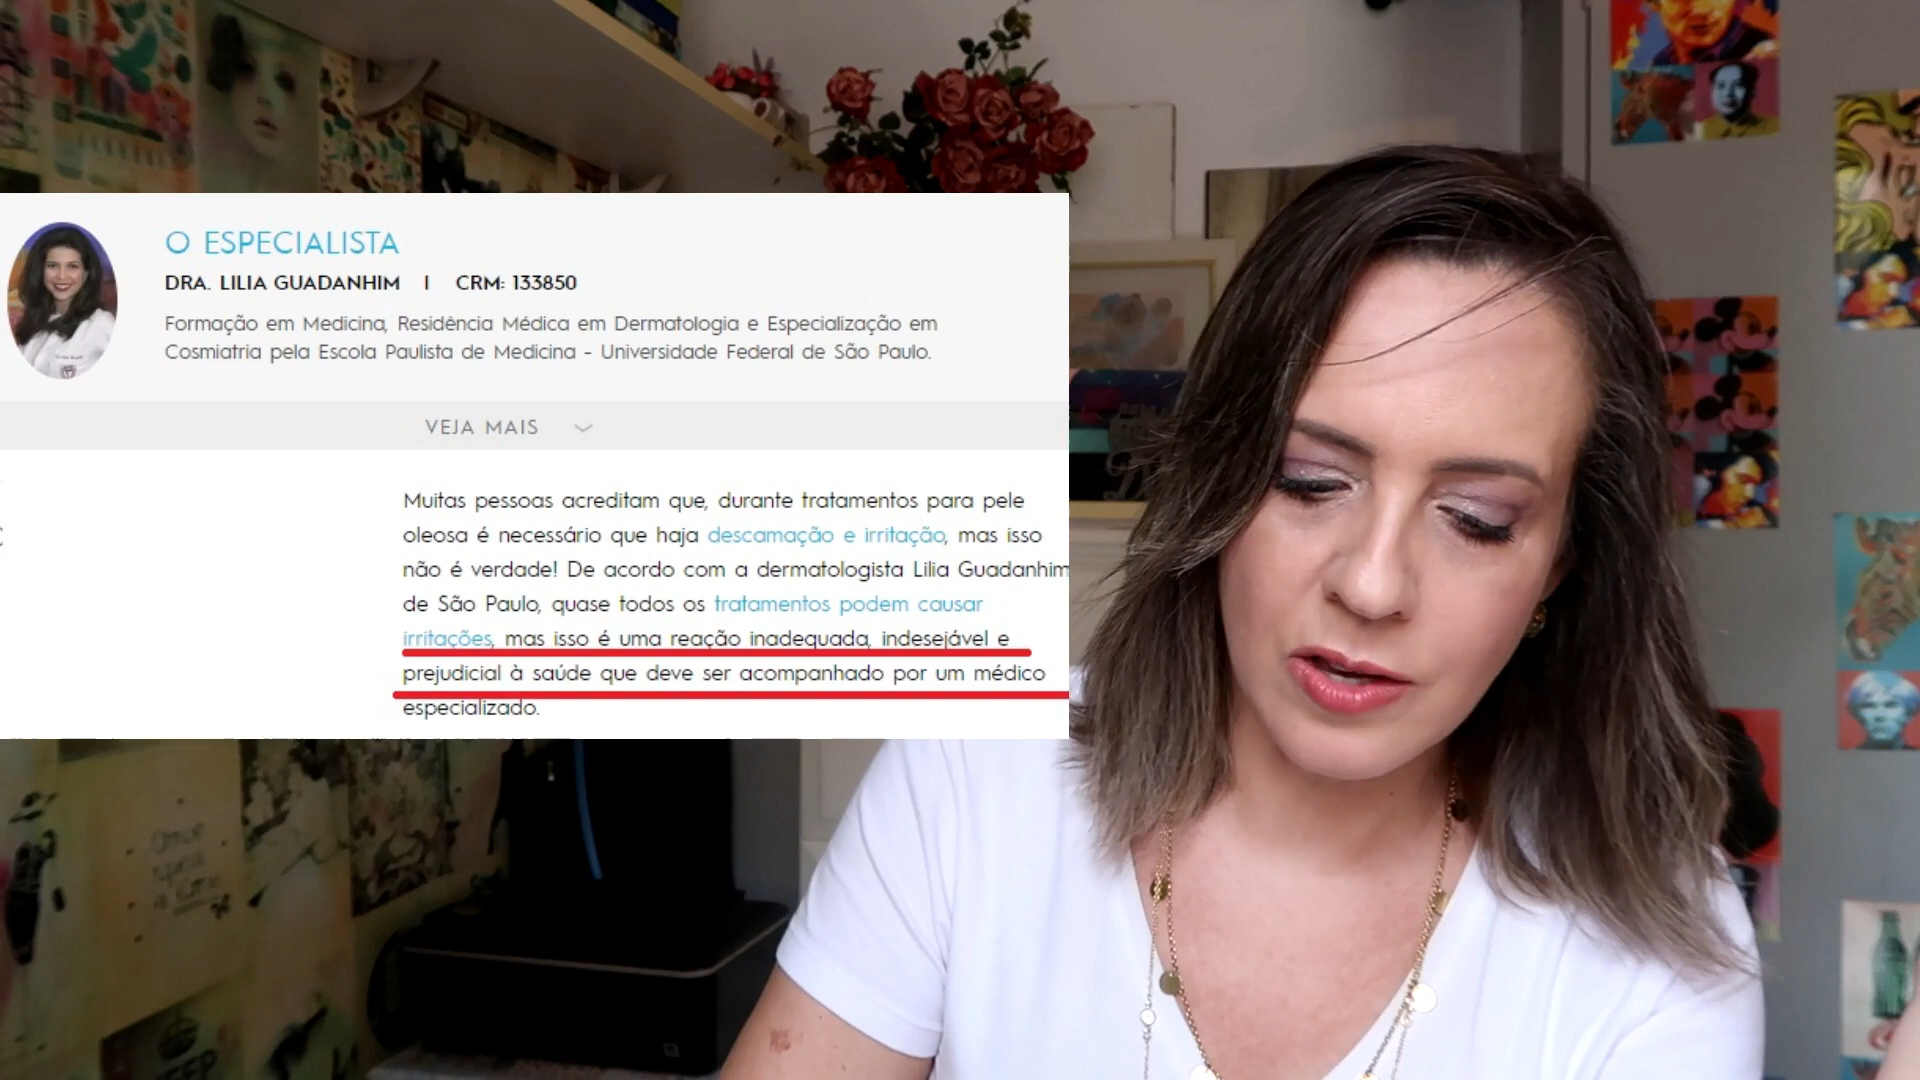 O ESPECIALISTA
DRA. LILIA GUADANHIM | CRM: 133850
Formação em Medicina, Residência Médica em Dermatologia e Especialização em
Cosmiatria pela Escola Paulista de Medicina - Universidade Federal de São Paulo.
VEJA MAIS
Muitas pessoas acreditam que, durante tratamentos para pele
oleosa é necessário que haja descamação e irritação, mas isso
não é verdade! De acordo com a dermatologista Lilia Guadanhim
de São Paulo, quase todos os tratamentos podem causar
irritações, mas isso é uma reação inadequada, indesejável e
prejudicial à saúde que deve ser acompanhado por um médico
especializado.